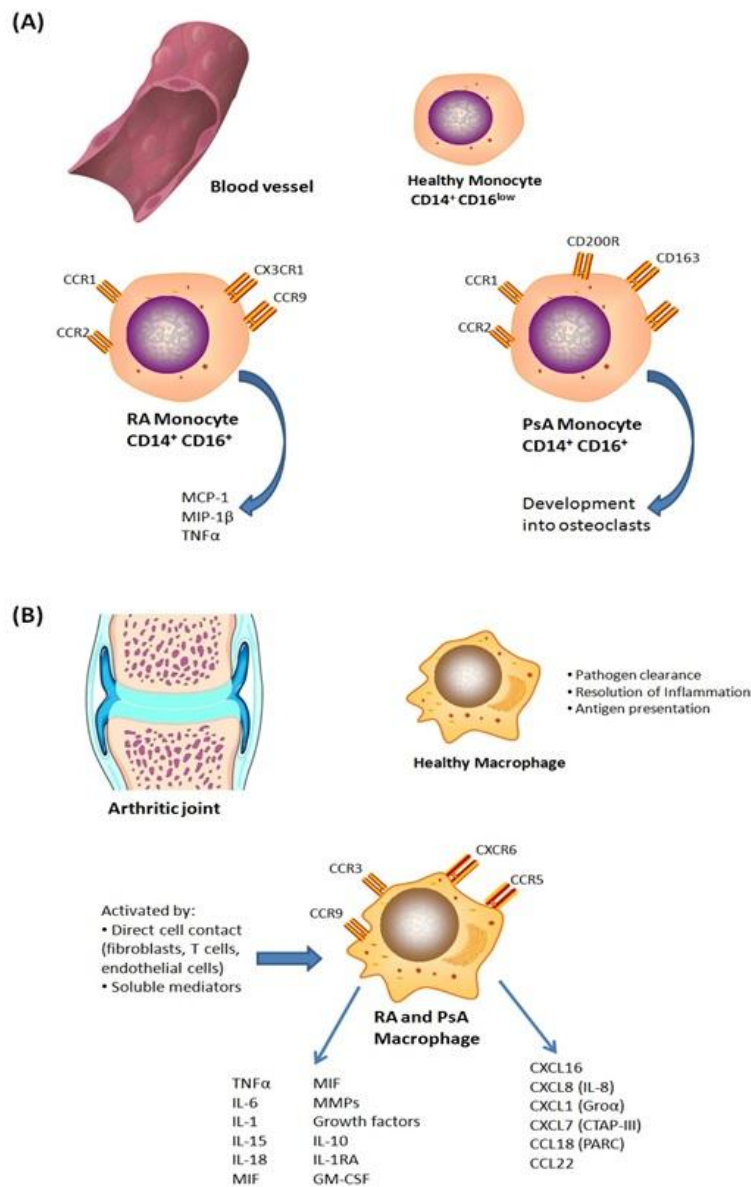 (A)
Blood vessel
Healthy Monocyte
CD14⁺ CD16ˡᵒʷ
CCR1
CX3CR1
CCR9
CCR2
RA Monocyte
CD14⁺ CD16⁺
MCP-1
MIP-1β
TNFα
CD200R
CD163
CCR1
CCR2
PsA Monocyte
CD14⁺ CD16⁺
Development
into osteoclasts
(B)
Arthritic joint
• Pathogen clearance
• Resolution of Inflammation
• Antigen presentation
Healthy Macrophage
CXCR6
CCR3
CCR5
CCR9
Activated by:
• Direct cell contact
(fibroblasts, T cells,
endothelial cells)
• Soluble mediators
RA and PsA
Macrophage
TNFα MIF
IL-6 MMPs
IL-1 Growth factors
IL-15 IL-10
IL-18 IL-1RA
MIF GM-CSF
CXCL16
CXCL8 (IL-8)
CXCL1 (Groα)
CXCL7 (CTAP-III)
CCL18 (PARC)
CCL22